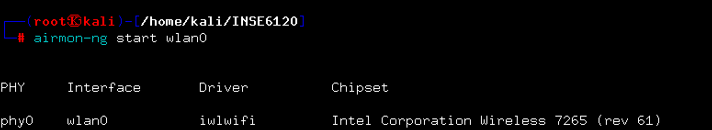 (root㉿kali)-[/home/kali/INSE6120]
# airmon-ng start wlan0
PHY Interface Driver Chipset
phy0 wlan0 iwlwifi Intel Corporation Wireless 7265 (rev 61)